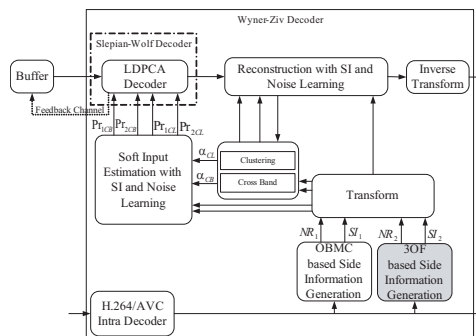 Wyner-Ziv Decoder
Slepian-Wolf Decoder
Buffer
LDPCA
Decoder
Reconstruction with SI and
Noise Learning
Inverse
Transform
Feedback Channel
Pr1CB Pr2CB Pr1CL Pr2CL
Soft Input
Estimation with
SI and Noise
Learning
αCL
αCB
Clustering
Cross Band
Transform
NR1 SI1 NR2 SI2
OBMC
based Side
Information
Generation
3OF
based Side
Information
Generation
H.264/AVC
Intra Decoder